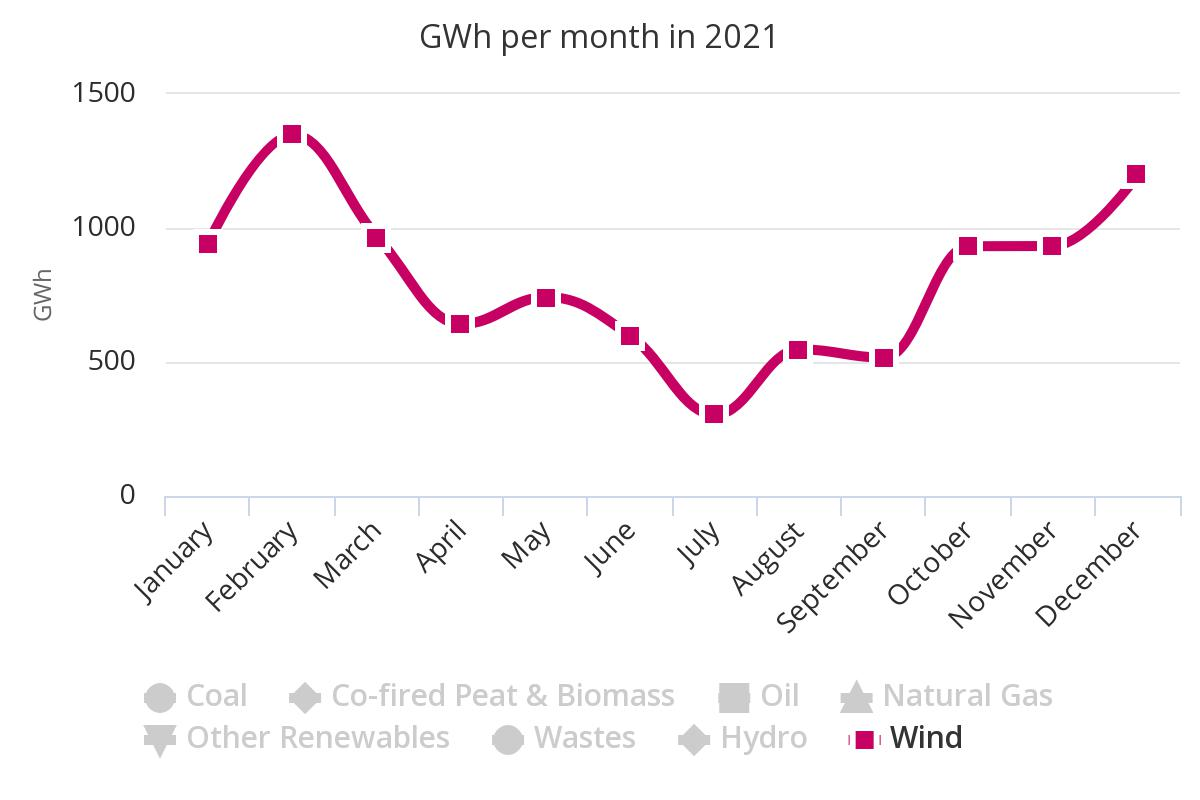 GWh per month in 2021
1500
1000
500
0
GWh
January
February
March
April
May
June
July
August
September
October
November
December
Coal
Co-fired Peat & Biomass
Oil
Natural Gas
Other Renewables
Wastes
Hydro
Wind